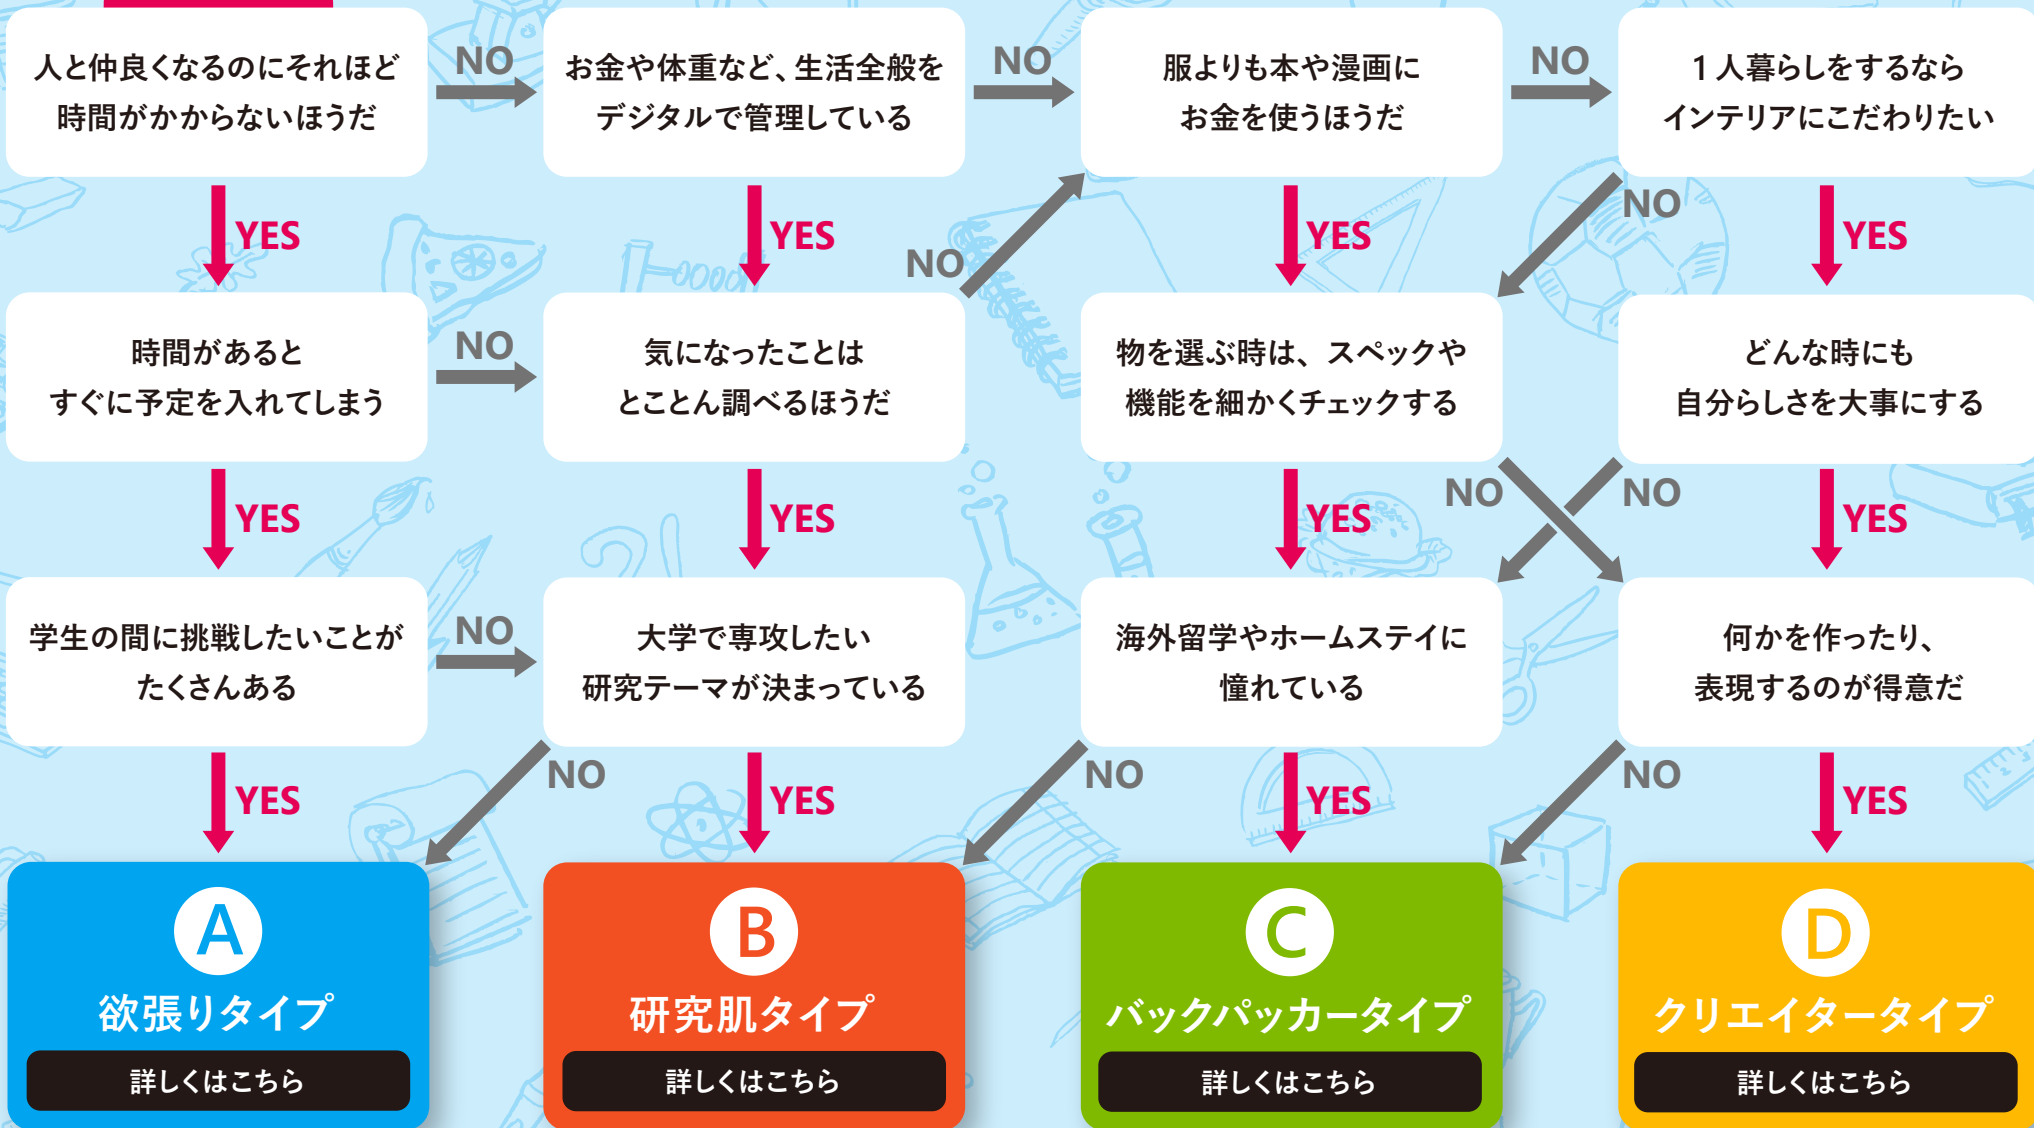 人と仲良くなるのにそれほど
時間がかからないほうだ
NO
お金や体重など、生活全般を
デジタルで管理している
NO
服よりも本や漫画に
お金を使うほうだ
NO
1人暮らしをするなら
インテリアにこだわりたい
YES
YES
NO
YES
NO
YES
時間があると
すぐに予定を入れてしまう
NO
気になったことは
とことん調べるほうだ
物を選ぶ時は、スペックや
機能を細かくチェックする
どんな時にも
自分らしさを大事にする
YES
YES
YES
NO
NO
YES
学生の間に挑戦したいことが
たくさんある
NO
大学で専攻したい
研究テーマが決まっている
海外留学やホームステイに
憧れている
何かを作ったり、
表現するのが得意だ
YES
NO
YES
NO
YES
NO
YES
A
欲張りタイプ
詳しくはこちら
B
研究肌タイプ
詳しくはこちら
C
バックパッカータイプ
詳しくはこちら
D
クリエイタータイプ
詳しくはこちら